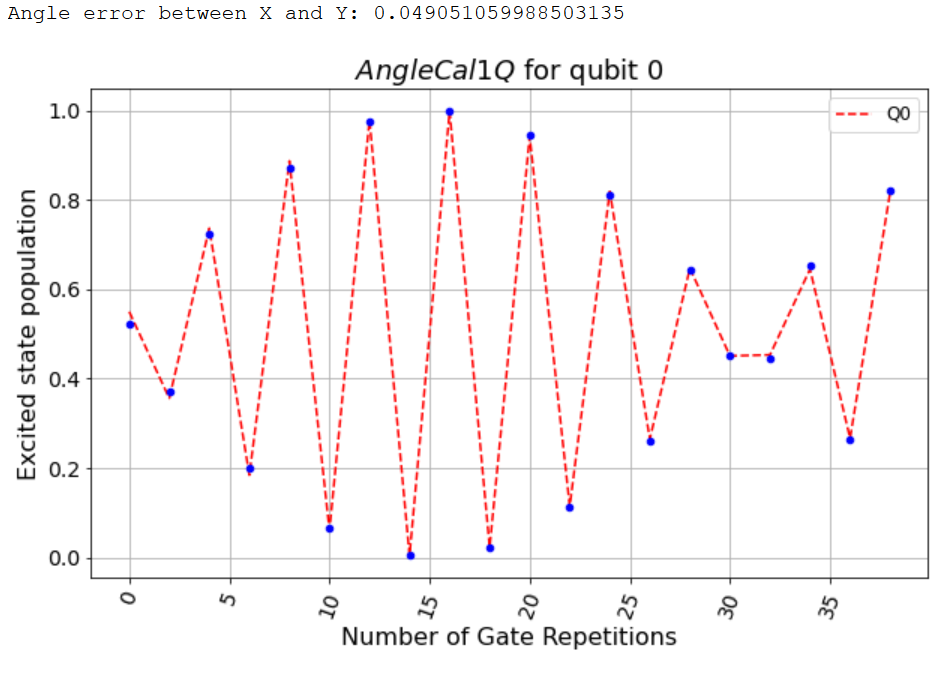 Angle error between X and Y: 0.049051059988503135
AngleCal1Q for qubit 0
Q0
Excited state population
1.0
0.8
0.6
0.4
0.2
0.0
0 5 10 15 20 25 30 35
Number of Gate Repetitions